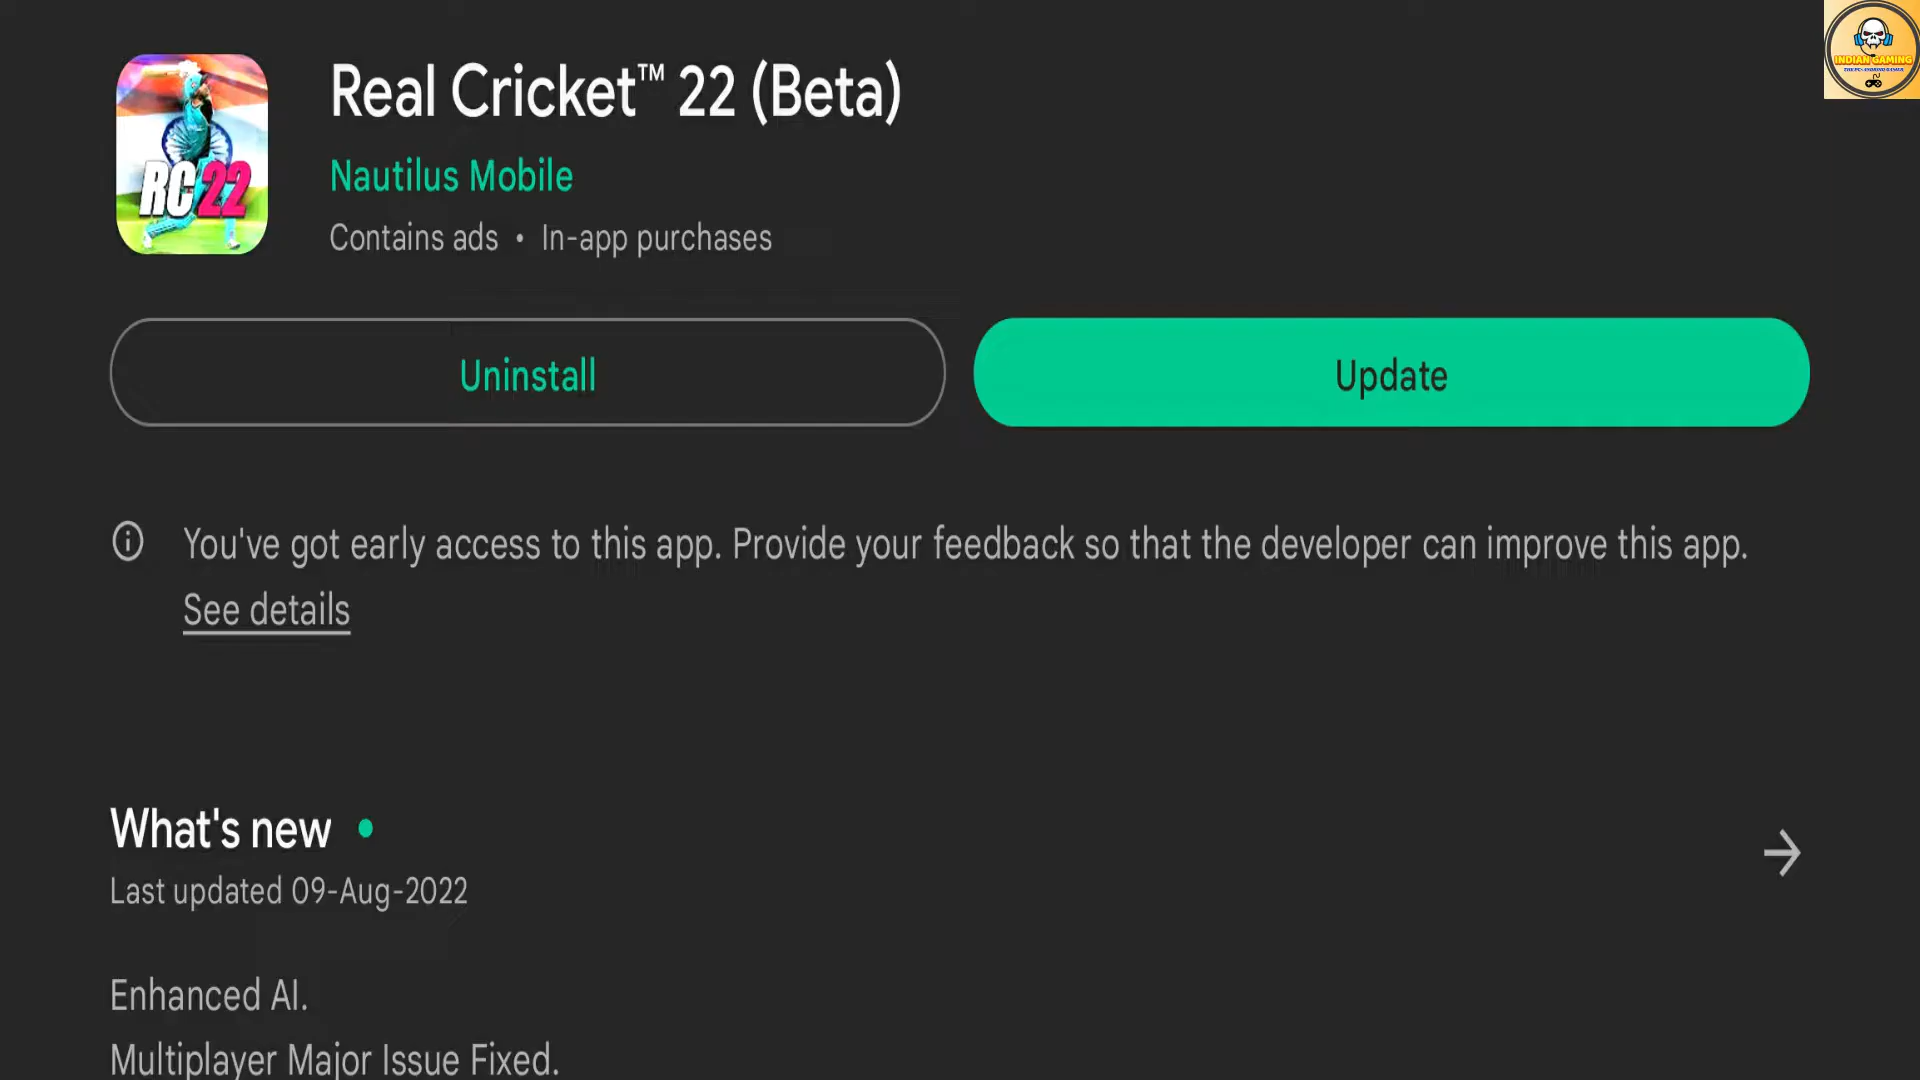 Real Cricket™ 22 (Beta)
INDIAN GAMING
RC22
Nautilus Mobile
Contains ads • In-app purchases
Uninstall
Update
You've got early access to this app. Provide your feedback so that the developer can improve this app.
See details
What's new
Last updated 09-Aug-2022
Enhanced AI.
Multiplayer Major Issue Fixed.